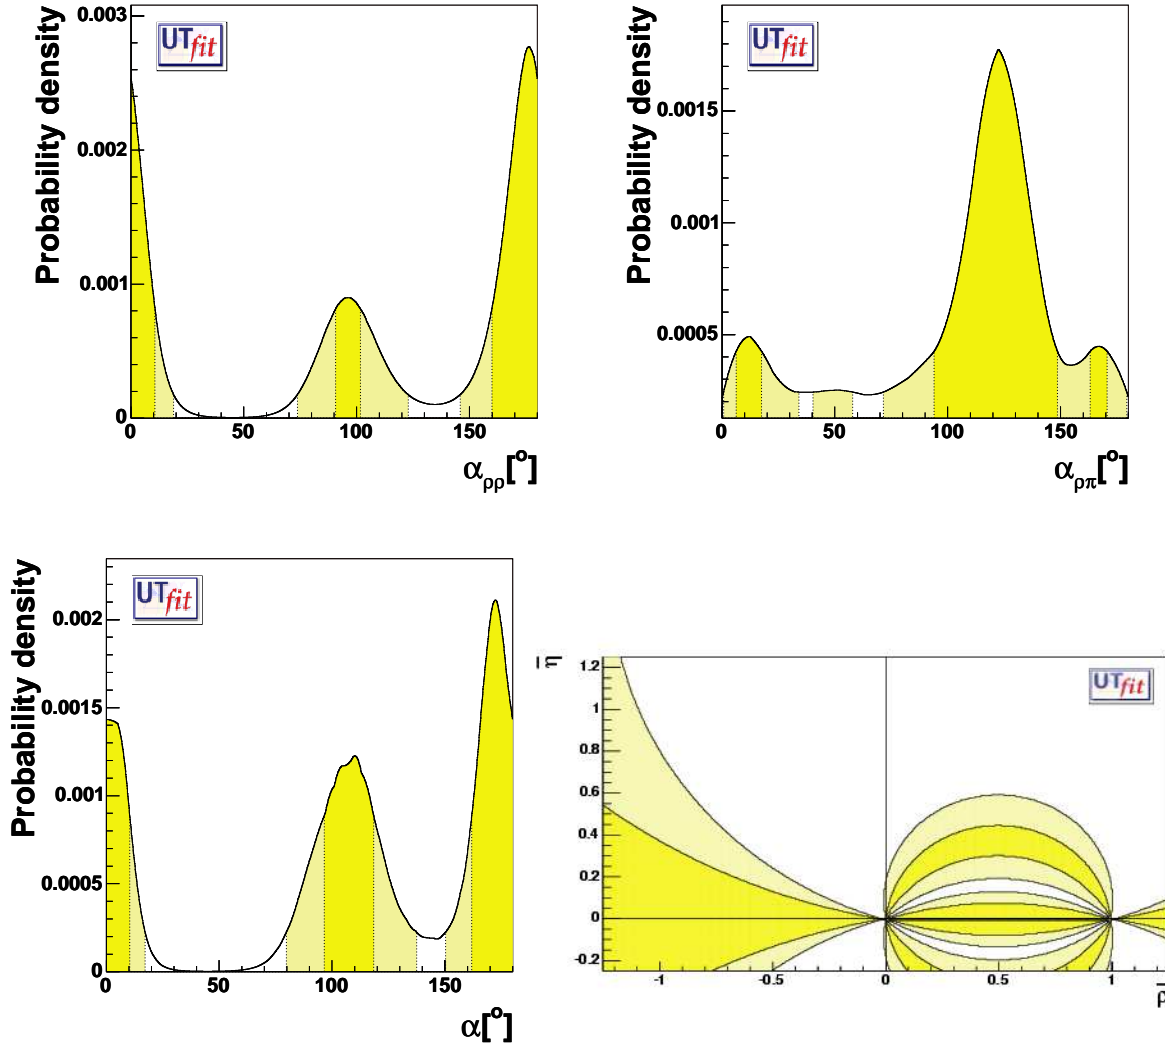 Probability density
0.003
0.002
0.001
0
UTfit
0 50 100 150
αρρ[°]
Probability density
0.0015
0.001
0.0005
UTfit
0 50 100 150
αρπ[°]
Probability density
0.002
0.0015
0.001
0.0005
0
UTfit
0 50 100 150
α[°]
η̅
1.2
1
0.8
0.6
0.4
0.2
0
-0.2
UTfit
-1 -0.5 0 0.5 1
ρ̅